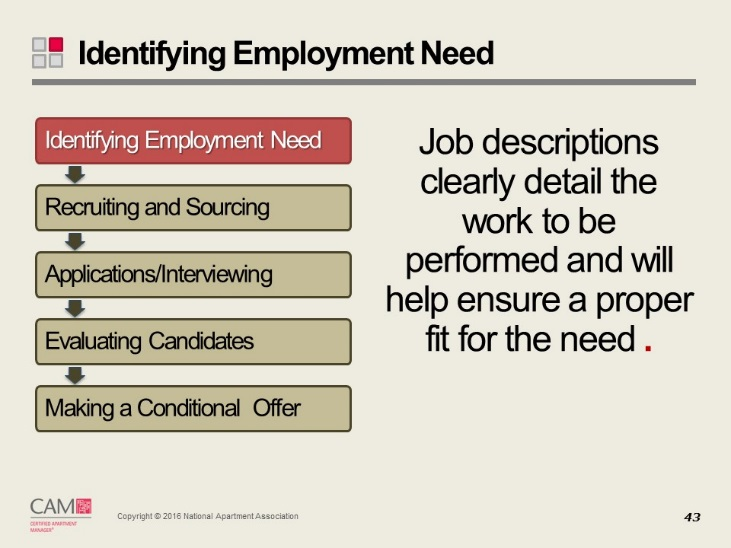 Identifying Employment Need
Identifying Employment Need
Recruiting and Sourcing
Applications/Interviewing
Evaluating Candidates
Making a Conditional Offer
Job descriptions
clearly detail the
work to be
performed and will
help ensure a proper
fit for the need .
CAM
CERTIFIED APARTMENT
MANAGER®
Copyright © 2016 National Apartment Association
43